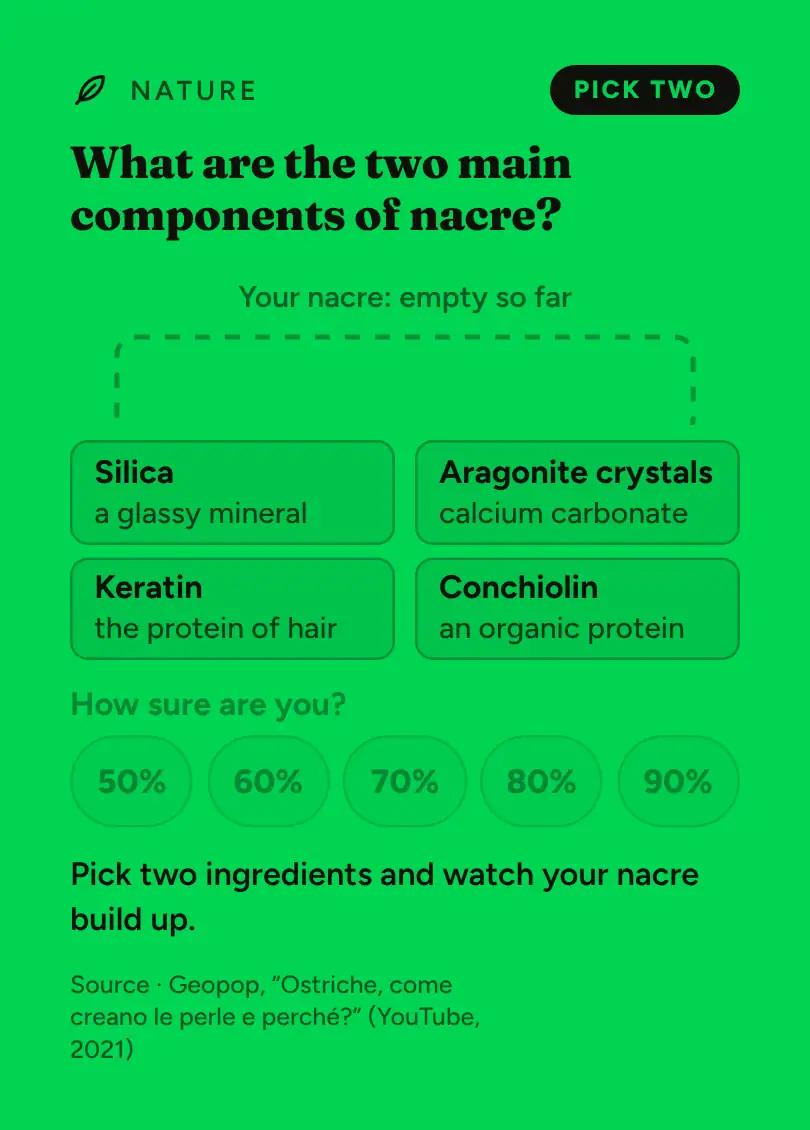 NATURE
PICK TWO
What are the two main
components of nacre?
Your nacre: empty so far
Silica
a glassy mineral
Aragonite crystals
calcium carbonate
Keratin
the protein of hair
Conchiolin
an organic protein
How sure are you?
50%
60%
70%
80%
90%
Pick two ingredients and watch your nacre
build up.
Source · Geopop, “Ostriche, come
creano le perle e perché?” (YouTube,
2021)